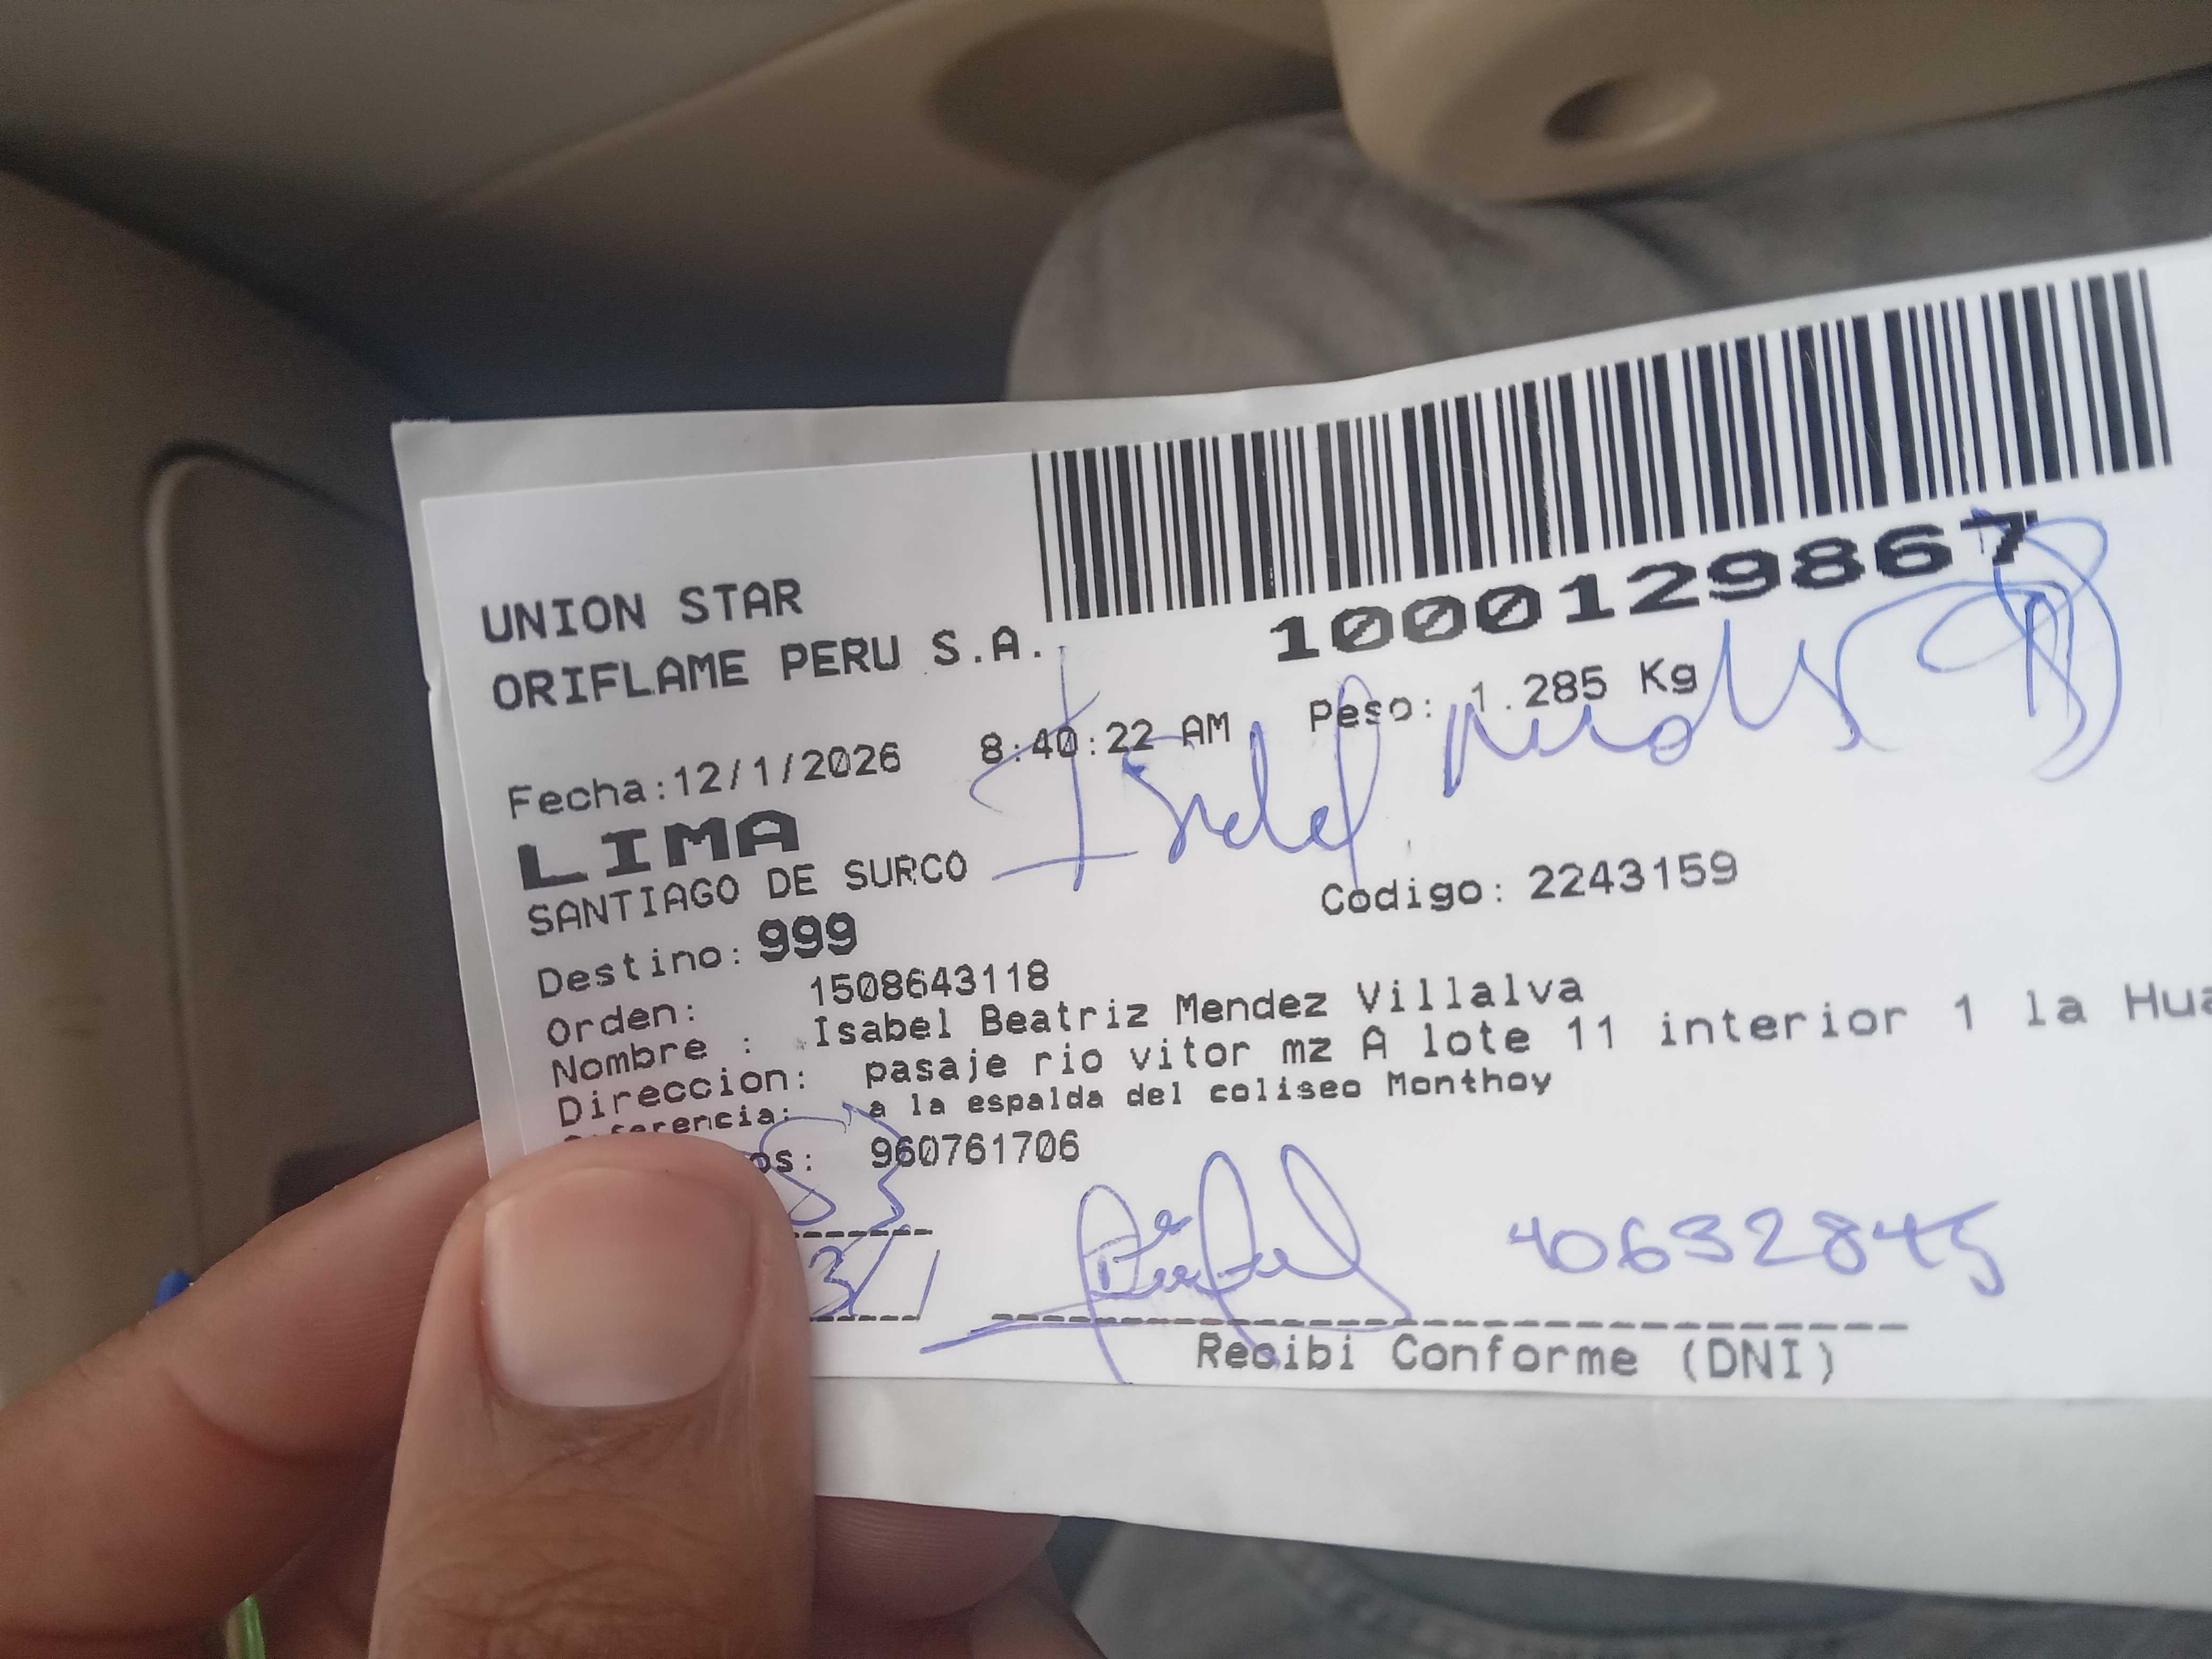 UNION STAR
ORIFLAME PERU S.A.
1000129867
Fecha:12/1/2026 8:40:22 AM Peso: 1.285 Kg
LIMA
SANTIAGO DE SURCO
Destino: 999 Codigo: 2243159
Orden: 1508643118
Nombre : Isabel Beatriz Mendez Villalva
Direccion: pasaje rio vitor mz A lote 11 interior 1 la Hua
a la espalda del coliseo Monthoy
os: 960761706
40632845
Recibi Conforme (DNI)